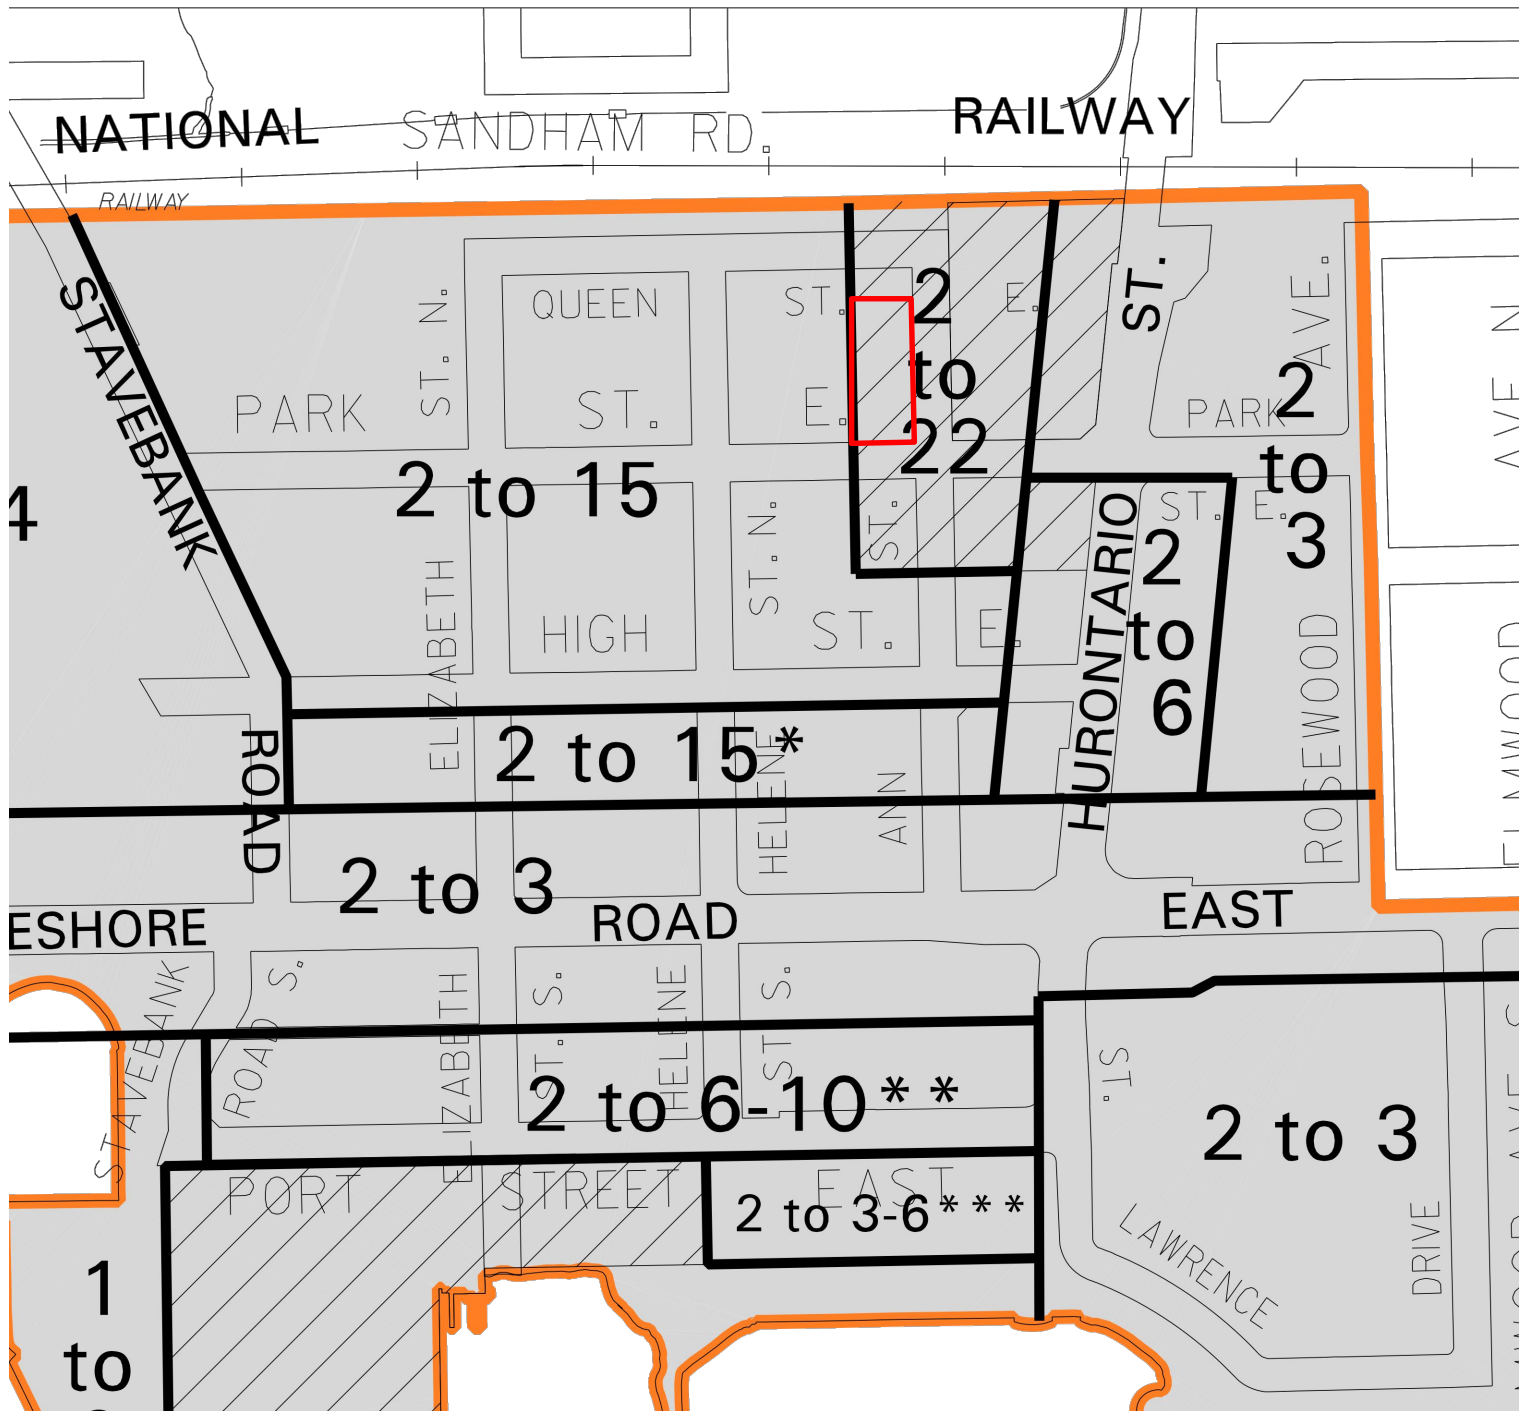 NATIONAL
SANDHAM RD.
RAILWAY
RAILWAY
STAVEBANK
ROAD
QUEEN
ST.
E.
PARK
ST.
E.
ST. N.
ELIZABETH
2
to
22
ST.
HURONTARIO
AVE.
ROSEWOOD
PARK
ST.
E.
2
to
3
AVE N
4
2 to 15
ST. N.
HELENE
ST.
ANN
2
to
6
HIGH
ST.
E.
2 to 15*
2 to 3
ESHORE
ROAD
EAST
STAVEBANK
ROAD S.
ELIZABETH
ST. S.
HELENE
ST S.
ST.
2 to 6-10**
2 to 3
PORT
STREET
EAST
2 to 3-6***
LAWRENCE
DRIVE
1
to